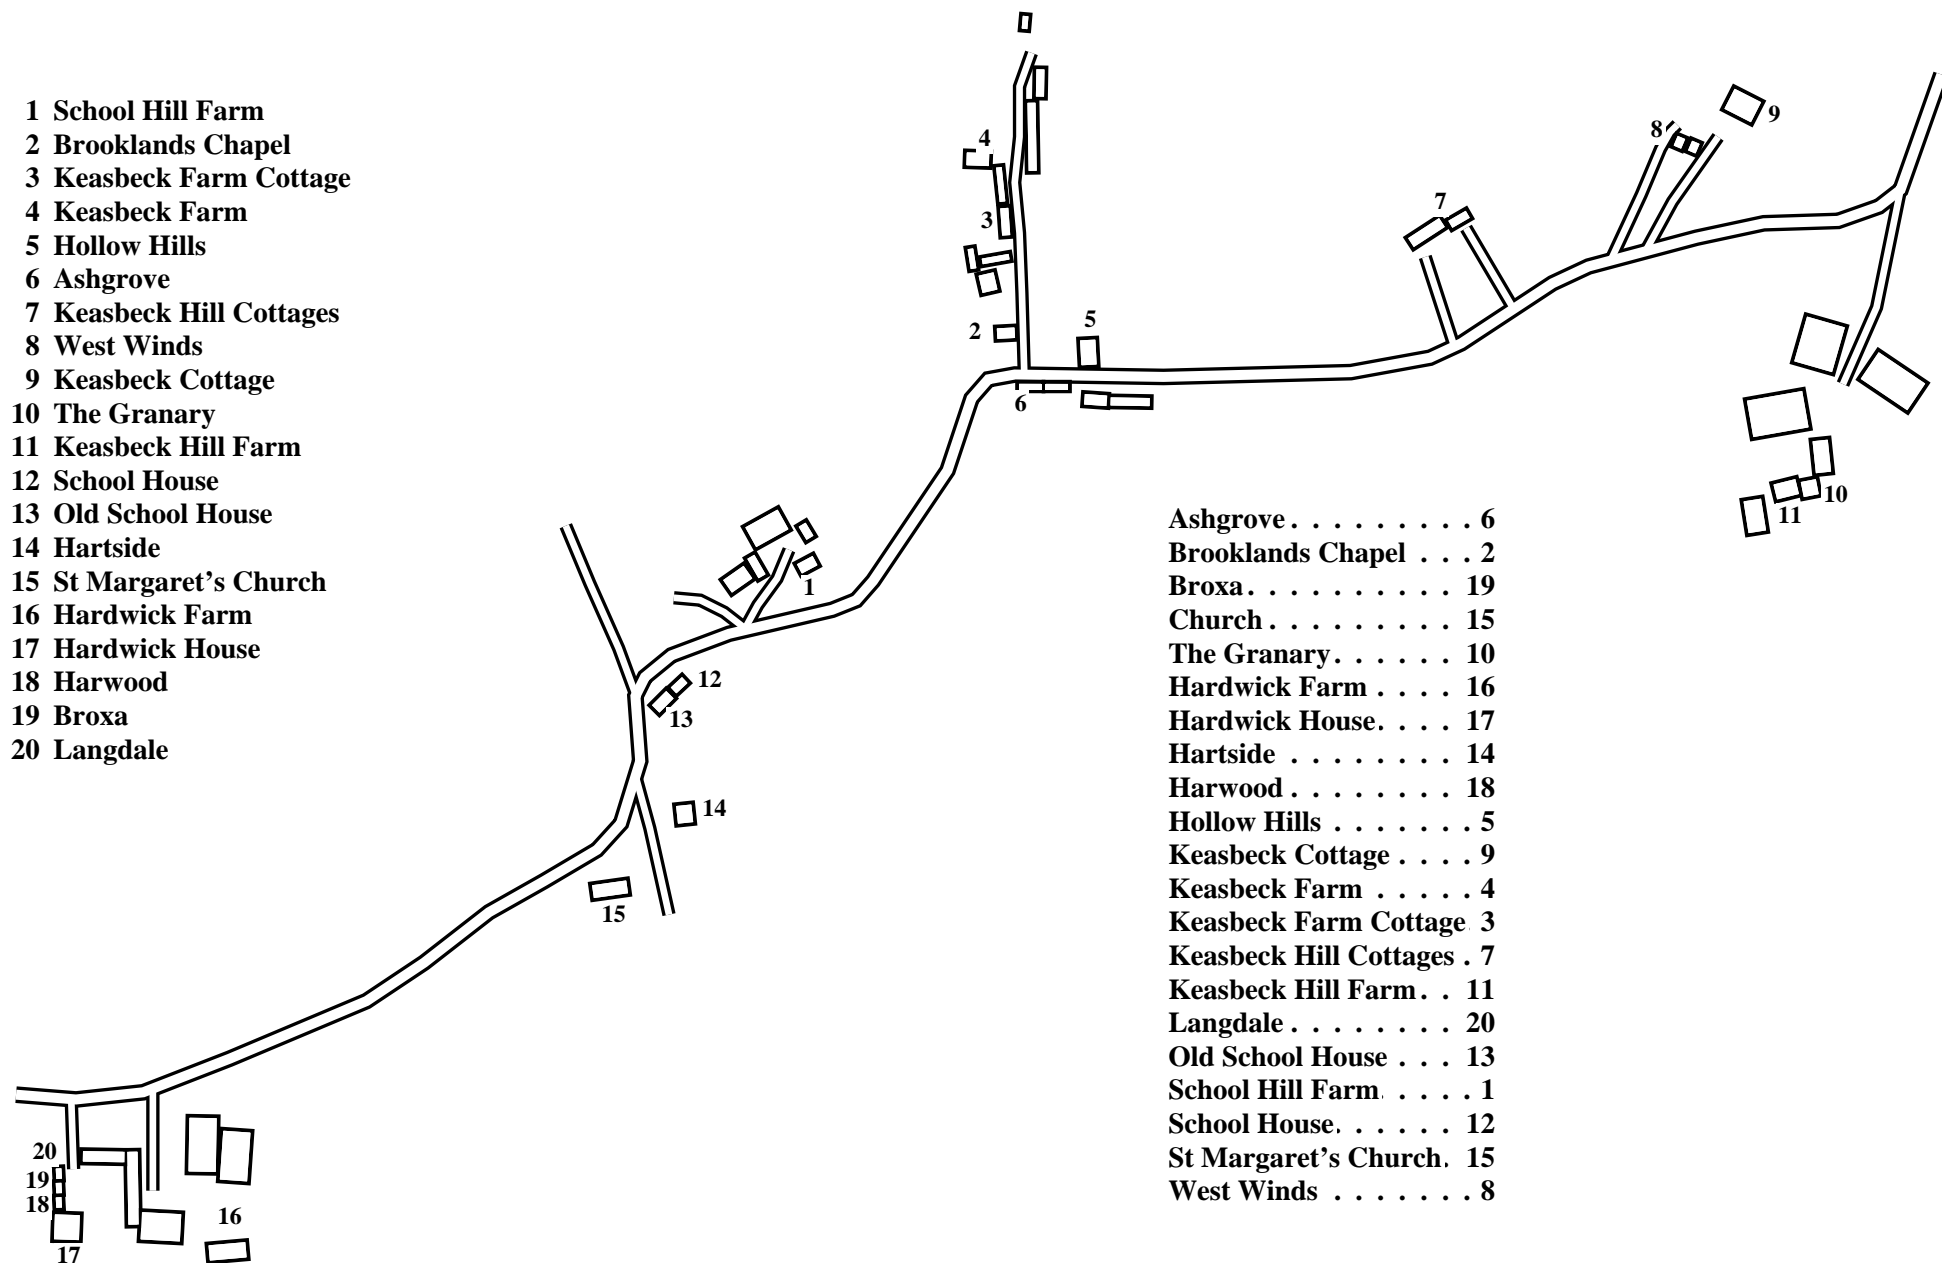 1 School Hill Farm
2 Brooklands Chapel
3 Keasbeck Farm Cottage
4 Keasbeck Farm
5 Hollow Hills
6 Ashgrove
7 Keasbeck Hill Cottages
8 West Winds
9 Keasbeck Cottage
10 The Granary
11 Keasbeck Hill Farm
12 School House
13 Old School House
14 Hartside
15 St Margaret’s Church
16 Hardwick Farm
17 Hardwick House
18 Harwood
19 Broxa
20 Langdale
9
8
4
7
3
5
2
6
10
11
1
12
13
14
15
20
19
18
16
17
Ashgrove . . . . . . . . . 6
Brooklands Chapel . . . 2
Broxa . . . . . . . . . . 19
Church . . . . . . . . . 15
The Granary . . . . . . 10
Hardwick Farm . . . . 16
Hardwick House . . . . 17
Hartside . . . . . . . . 14
Harwood . . . . . . . . 18
Hollow Hills . . . . . . . 5
Keasbeck Cottage . . . . 9
Keasbeck Farm . . . . . 4
Keasbeck Farm Cottage . 3
Keasbeck Hill Cottages . 7
Keasbeck Hill Farm . . 11
Langdale . . . . . . . . 20
Old School House . . . 13
School Hill Farm . . . . . 1
School House . . . . . . 12
St Margaret’s Church . 15
West Winds . . . . . . . 8